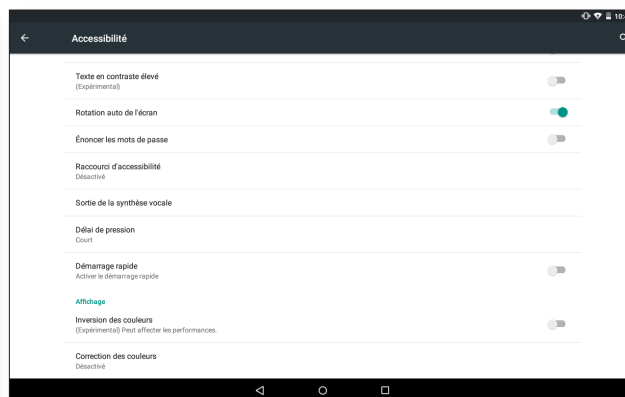 10:
Accessibilité
Texte en contraste élevé
(Expérimental)
Rotation auto de l'écran
Énoncer les mots de passe
Raccourci d'accessibilité
Désactivé
Sortie de la synthèse vocale
Délai de pression
Court
Démarrage rapide
Activer le démarrage rapide
Affichage
Inversion des couleurs
(Expérimental) Peut affecter les performances.
Correction des couleurs
Désactivé